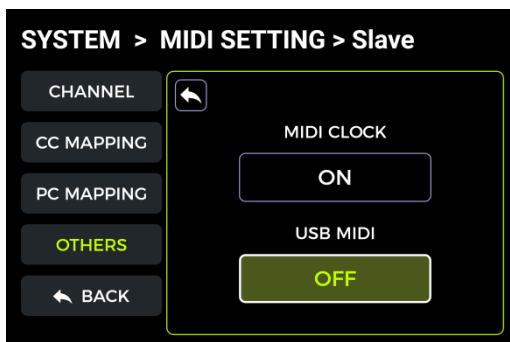 SYSTEM > MIDI SETTING > Slave
CHANNEL
CC MAPPING
PC MAPPING
OTHERS
BACK
MIDI CLOCK
ON
USB MIDI
OFF